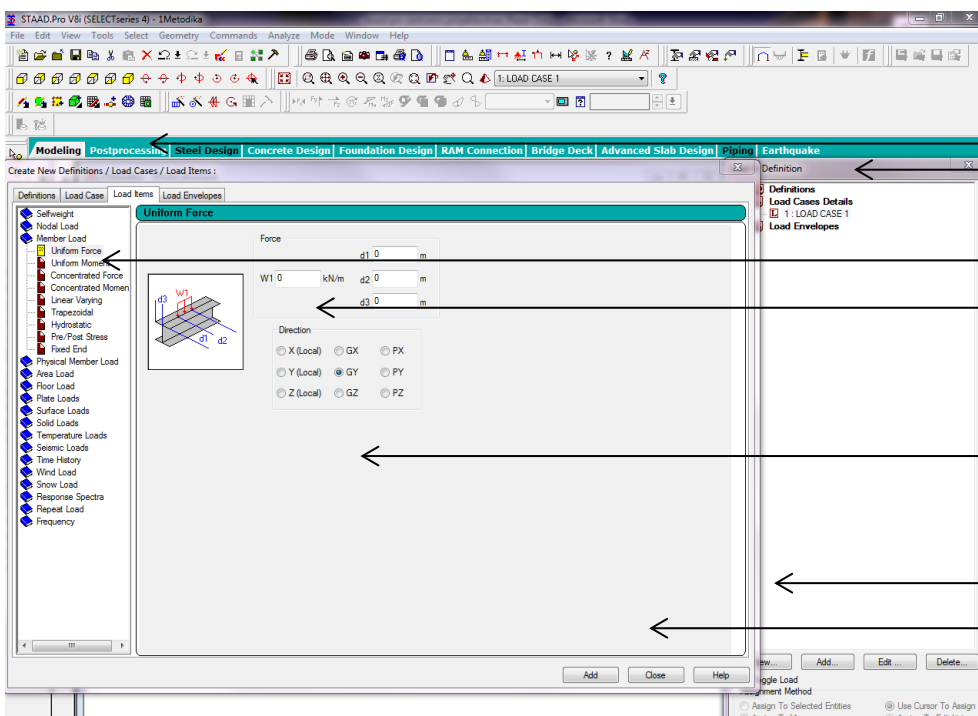 STAAD.Pro V8i (SELECTseries 4) - 1Metodika
File Edit View Tools Select Geometry Commands Analyze Mode Window Help
1: LOAD CASE 1
Modeling Postprocessing Steel Design Concrete Design Foundation Design RAM Connection Bridge Deck Advanced Slab Design Piping Earthquake
Create New Definitions / Load Cases / Load Items :
Definitions Load Case Load Items Load Envelopes
Selfweight
Nodal Load
Member Load
Uniform Force
Uniform Moment
Concentrated Force
Concentrated Momen
Linear Varying
Trapezoidal
Hydrostatic
Pre/Post Stress
Fixed End
Physical Member Load
Area Load
Floor Load
Plate Loads
Surface Loads
Solid Loads
Temperature Loads
Seismic Loads
Time History
Wind Load
Snow Load
Response Spectra
Repeat Load
Frequency
Uniform Force
W1
d3
d1 d2
Force
d1 0 m
W1 0 kN/m d2 0 m
d3 0 m
Direction
X (Local) GX PX
Y (Local) GY PY
Z (Local) GZ PZ
Add Close Help
Definition
Definitions
Load Cases Details
L 1 : LOAD CASE 1
Load Envelopes
ew... Add... Edit ... Delete...
oggle Load
Assignment Method
Assign To Selected Entities Use Cursor To Assign